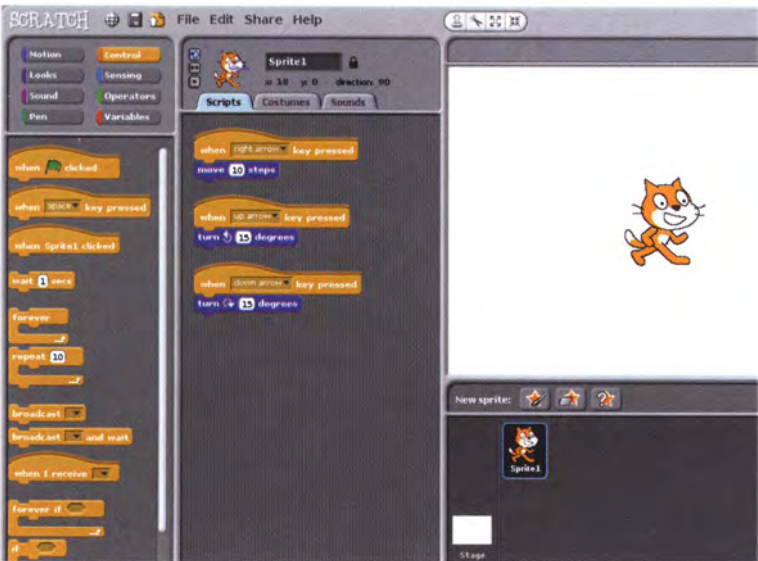 SCRATCH File Edit Share Help
Motion Control
Looks Sensing
Sound Operators
Pen Variables
Sprite1
x: 10 y: 0 direction: 90
Scripts Costumes Sounds
when clicked
when space key pressed
when Sprite1 clicked
wait 1 secs
forever
repeat 10
broadcast
broadcast and wait
when I receive
forever if
if
when right arrow key pressed
move 10 steps
when up arrow key pressed
turn 15 degrees
when down arrow key pressed
turn 15 degrees
New sprite:
Sprite1
Stage